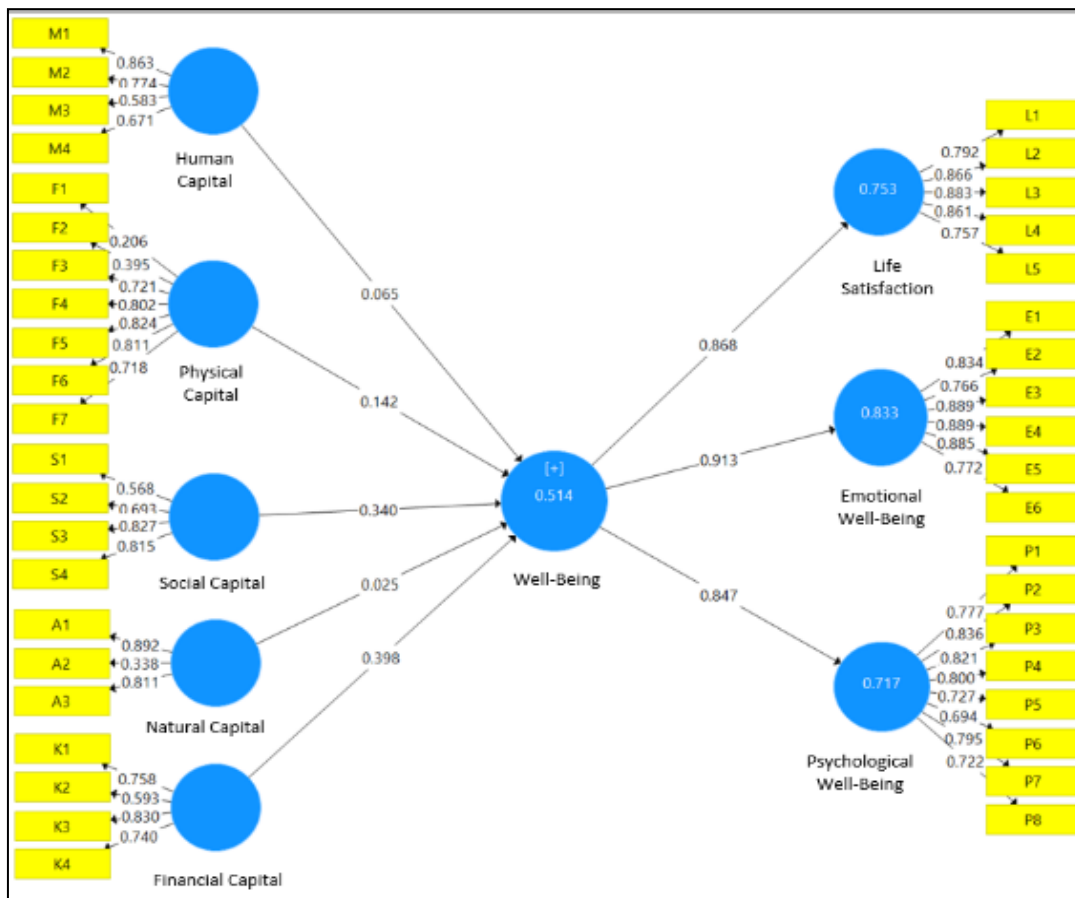 M1
M2
M3
M4
0.863
0.774
0.583
0.671
Human
Capital
F1
F2
F3
F4
F5
F6
F7
0.206
0.395
0.721
0.802
0.824
0.811
0.718
Physical
Capital
S1
S2
S3
S4
0.568
0.693
0.827
0.815
Social Capital
A1
A2
A3
0.892
0.338
0.811
Natural Capital
K1
K2
K3
K4
0.758
0.593
0.830
0.740
Financial Capital
0.065
0.142
0.340
0.025
0.398
[+]
0.514
Well-Being
0.868
0.913
0.847
0.753
Life
Satisfaction
0.792
0.866
0.883
0.861
0.757
L1
L2
L3
L4
L5
0.833
Emotional
Well-Being
0.834
0.766
0.889
0.889
0.885
0.772
E1
E2
E3
E4
E5
E6
0.717
Psychological
Well-Being
0.777
0.836
0.821
0.800
0.727
0.694
0.795
0.722
P1
P2
P3
P4
P5
P6
P7
P8